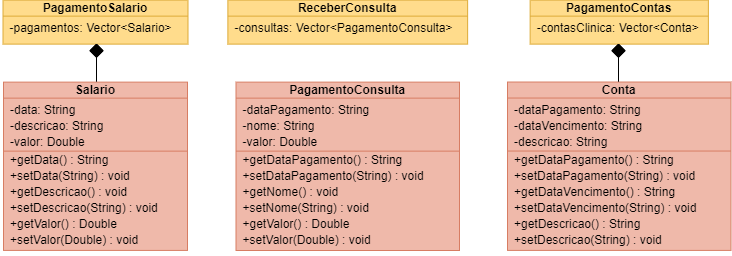 PagamentoSalario
-pagamentos: Vector<Salario>
ReceberConsulta
-consultas: Vector<PagamentoConsulta>
PagamentoContas
-contasClinica: Vector<Conta>
Salario
-data: String
-descricao: String
-valor: Double
+getData() : String
+setData(String) : void
+getDescricao() : void
+setDescricao(String) : void
+getValor() : Double
+setValor(Double) : void
PagamentoConsulta
-dataPagamento: String
-nome: String
-valor: Double
+getDataPagamento() : String
+setDataPagamento(String) : void
+getNome() : void
+setNome(String) : void
+getValor() : Double
+setValor(Double) : void
Conta
-dataPagamento: String
-dataVencimento: String
-descricao: String
+getDataPagamento() : String
+setDataPagamento(String) : void
+getDataVencimento() : String
+setDataVencimento(String) : void
+getDescricao() : String
+setDescricao(String) : void